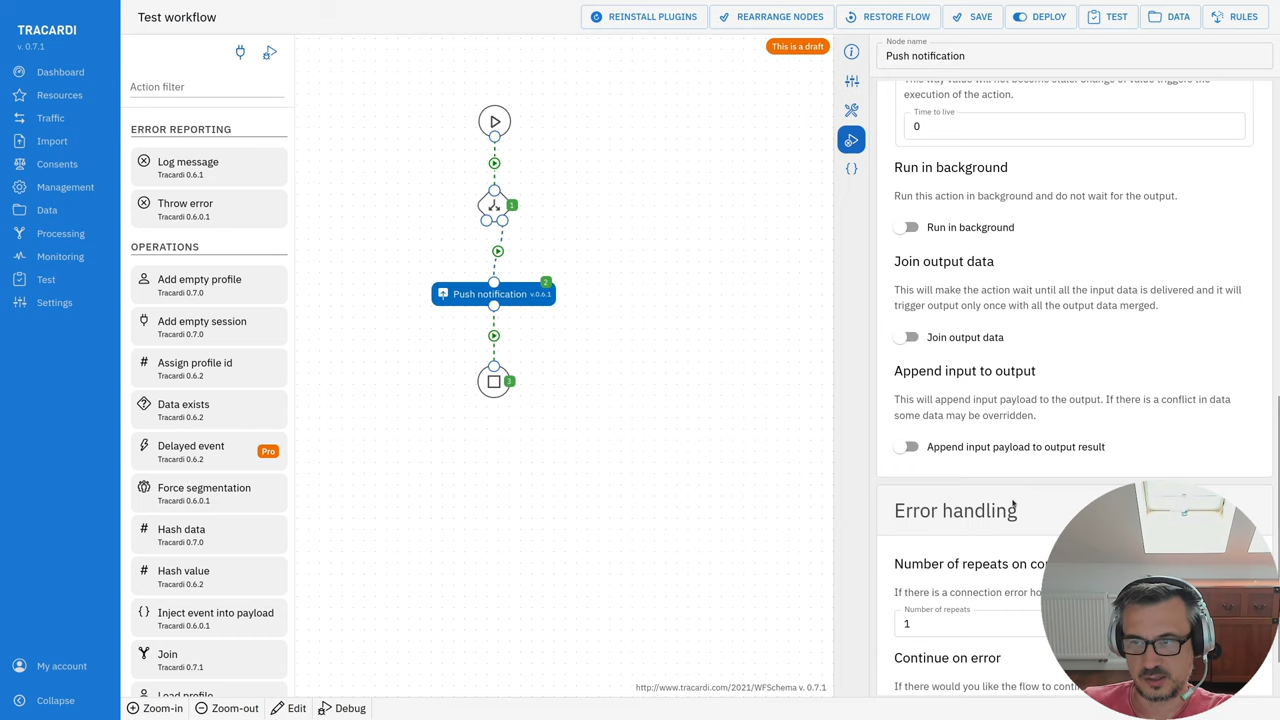 TRACARDI
v. 0.7.1
Dashboard
Resources
Traffic
Import
Consents
Management
Data
Processing
Monitoring
Test
Settings
My account
Collapse
Test workflow
REINSTALL PLUGINS
REARRANGE NODES
RESTORE FLOW
SAVE
DEPLOY
TEST
DATA
RULES
Action filter
ERROR REPORTING
Log message
Tracardi 0.6.1
Throw error
Tracardi 0.6.0.1
OPERATIONS
Add empty profile
Tracardi 0.7.0
Add empty session
Tracardi 0.7.0
Assign profile id
Tracardi 0.6.2
Data exists
Tracardi 0.6.2
Delayed event
Tracardi 0.6.2
Pro
Force segmentation
Tracardi 0.6.0.1
Hash data
Tracardi 0.7.0
Hash value
Tracardi 0.6.2
Inject event into payload
Tracardi 0.6.0.1
Join
Tracardi 0.7.1
Load profile
This is a draft
1
2
Push notification v.0.6.1
3
http://www.tracardi.com/2021/WFSchema v. 0.7.1
Zoom-in
Zoom-out
Edit
Debug
Node name
Push notification
This way value will not become stale. Change of value triggers the
execution of the action.
Time to live
0
Run in background
Run this action in background and do not wait for the output.
Run in background
Join output data
This will make the action wait until all the input data is delivered and it will
trigger output only once with all the output data merged.
Join output data
Append input to output
This will append input payload to the output. If there is a conflict in data
some data may be overridden.
Append input payload to output result
Error handling
Number of repeats on
If there is a connection error
Number of repeats
1
Continue on error
If there would you like the flow to